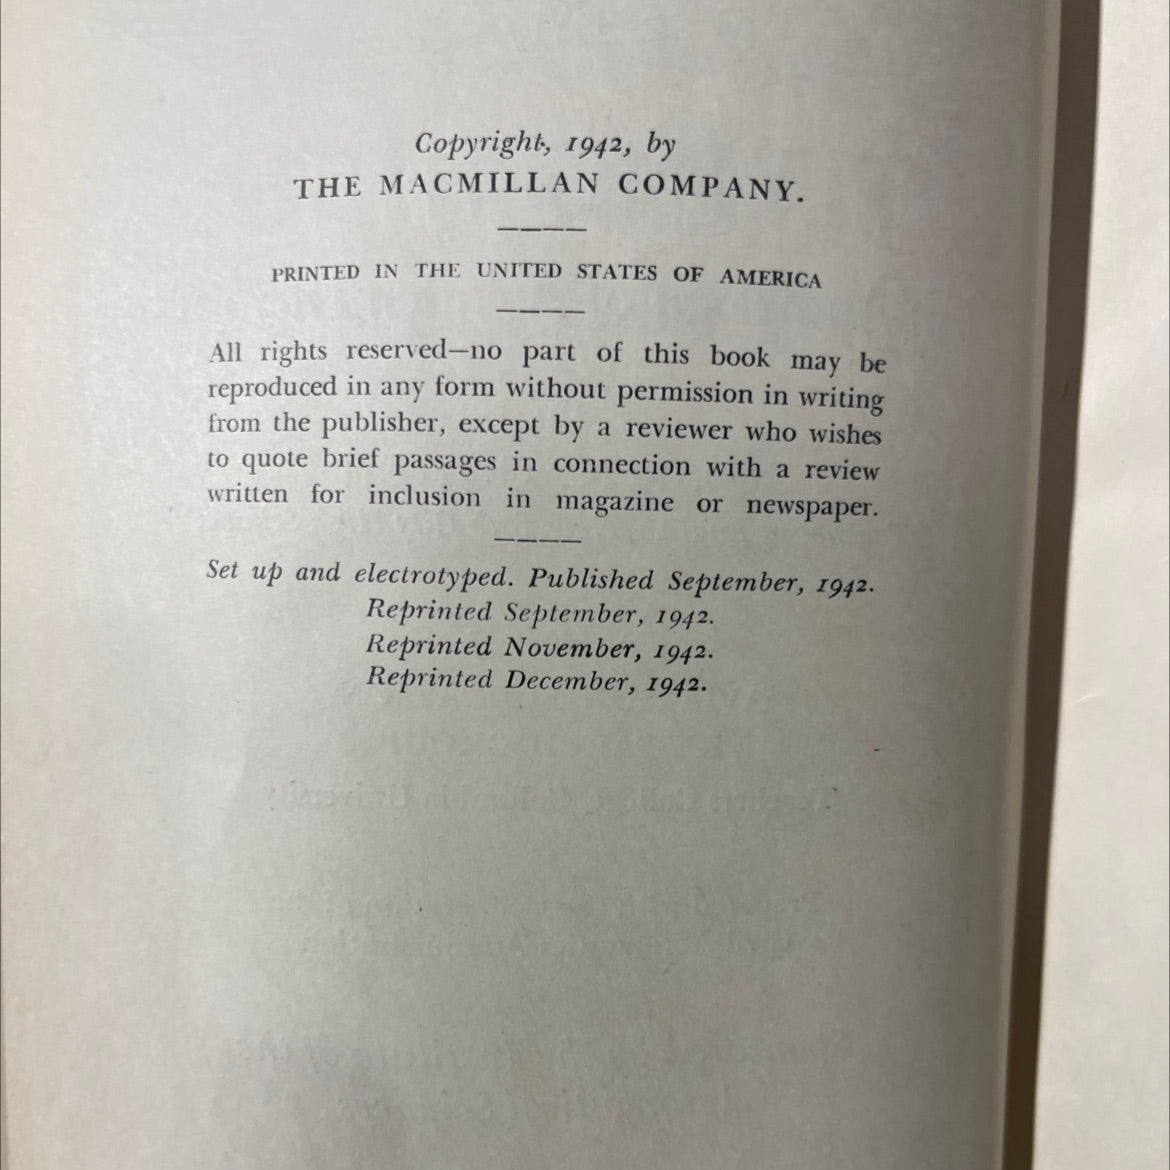 Copyright, 1942, by
THE MACMILLAN COMPANY.
PRINTED IN THE UNITED STATES OF AMERICA
All rights reserved—no part of this book may be
reproduced in any form without permission in writing
from the publisher, except by a reviewer who wishes
to quote brief passages in connection with a review
written for inclusion in magazine or newspaper.
Set up and electrotyped. Published September, 1942.
Reprinted September, 1942.
Reprinted November, 1942.
Reprinted December, 1942.